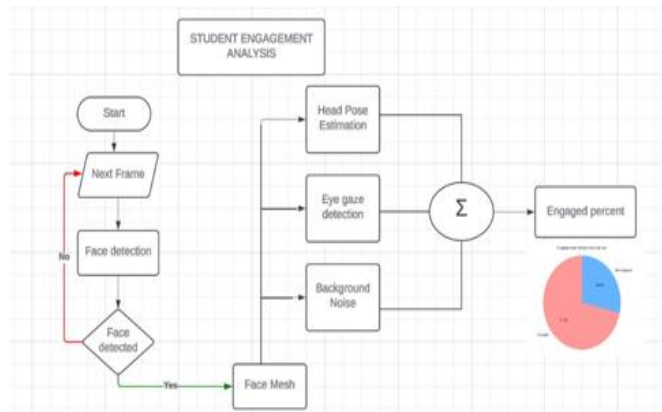 STUDENT ENGAGEMENT
ANALYSIS
Start
Next Frame
Face detection
No
Face
detected
Yes
Face Mesh
Head Pose
Estimation
Eye gaze
detection
Background
Noise
Σ
Engaged percent